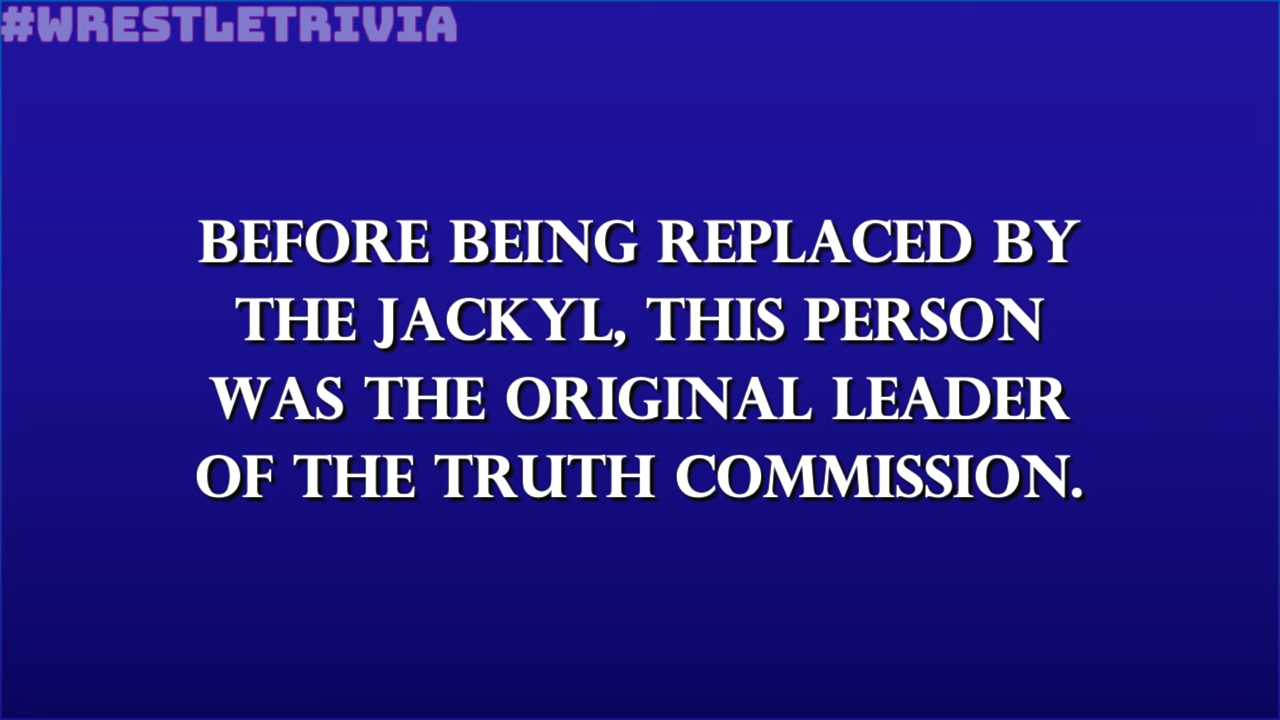 #WRESTLETRIVIA
BEFORE BEING REPLACED BY
THE JACKYL, THIS PERSON
WAS THE ORIGINAL LEADER
OF THE TRUTH COMMISSION.